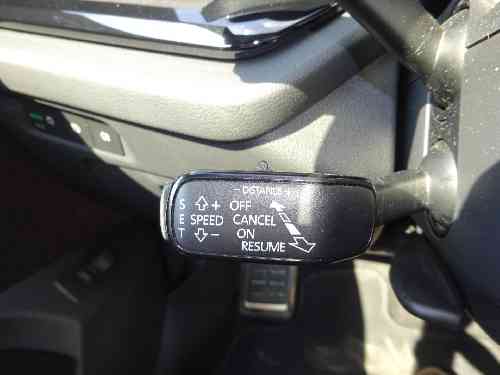 - DISTANCE +
S + OFF
E SPEED CANCEL
T - ON
RESUME